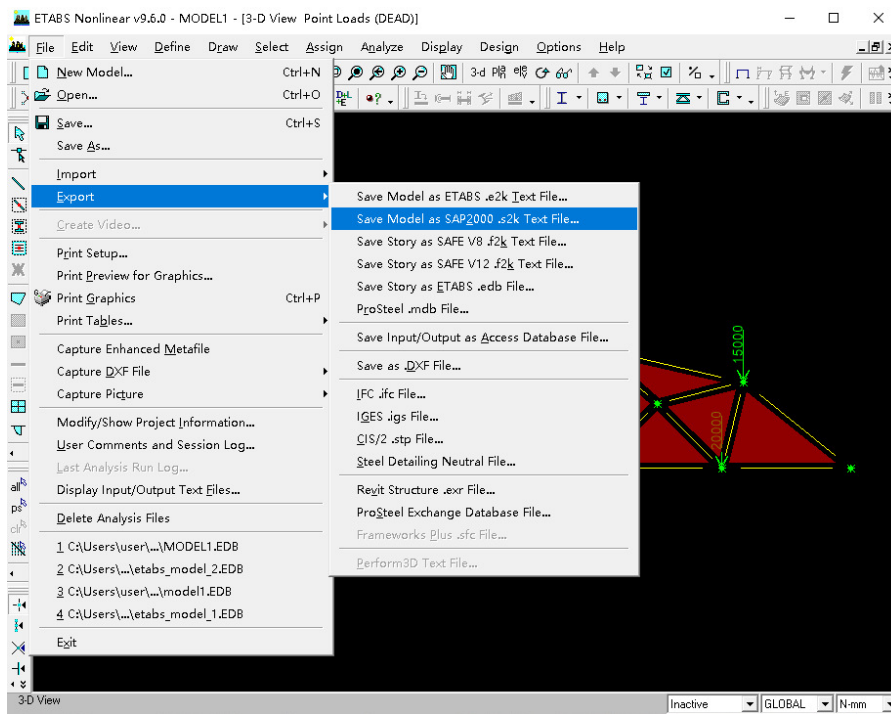 ETABS Nonlinear v9.6.0 - MODEL1 - [3-D View Point Loads (DEAD)]
File Edit View Define Draw Select Assign Analyze Display Design Options Help
New Model... Ctrl+N
Open... Ctrl+O
Save... Ctrl+S
Save As...
Import
Export
Create Video...
Print Setup...
Print Preview for Graphics...
Print Graphics Ctrl+P
Print Tables...
Capture Enhanced Metafile
Capture DXF File
Capture Picture
Modify/Show Project Information...
User Comments and Session Log...
Last Analysis Run Log...
Display Input/Output Text Files...
Delete Analysis Files
1 C:\Users\user\...\MODEL1.EDB
2 C:\Users\...\etabs_model_2.EDB
3 C:\Users\user\...\model1.EDB
4 C:\Users\...\etabs_model_1.EDB
Exit
Save Model as ETABS .e2k Text File...
Save Model as SAP2000 .s2k Text File...
Save Story as SAFE V8 .f2k Text File...
Save Story as SAFE V12 .f2k Text File...
Save Story as ETABS .edb File...
ProSteel .mdb File...
Save Input/Output as Access Database File...
Save as .DXF File...
IFC .ifc File...
IGES .igs File...
CIS/2 .stp File...
Steel Detailing Neutral File...
Revit Structure .exr File...
ProSteel Exchange Database File...
Frameworks Plus .sfc File...
Perform3D Text File...
3-d
all
ps
clr
15000
20000
3-D View
Inactive
GLOBAL
N-mm